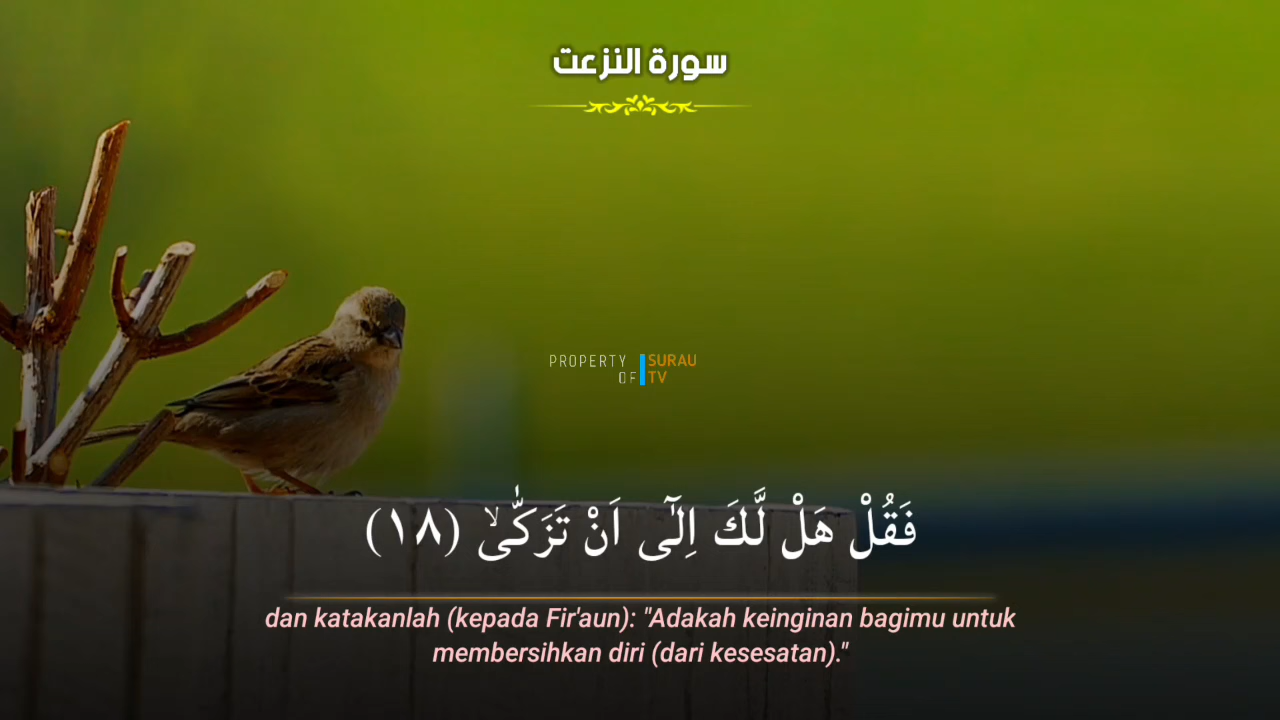 سورة النزعت
PROPERTY OF
SURAU TV
فَقُلْ هَلْ لَّكَ اِلٰٓى اَنْ تَزَكّٰىۙ (١٨)
dan katakanlah (kepada Fir'aun): "Adakah keinginan bagimu untuk
membersihkan diri (dari kesesatan)."